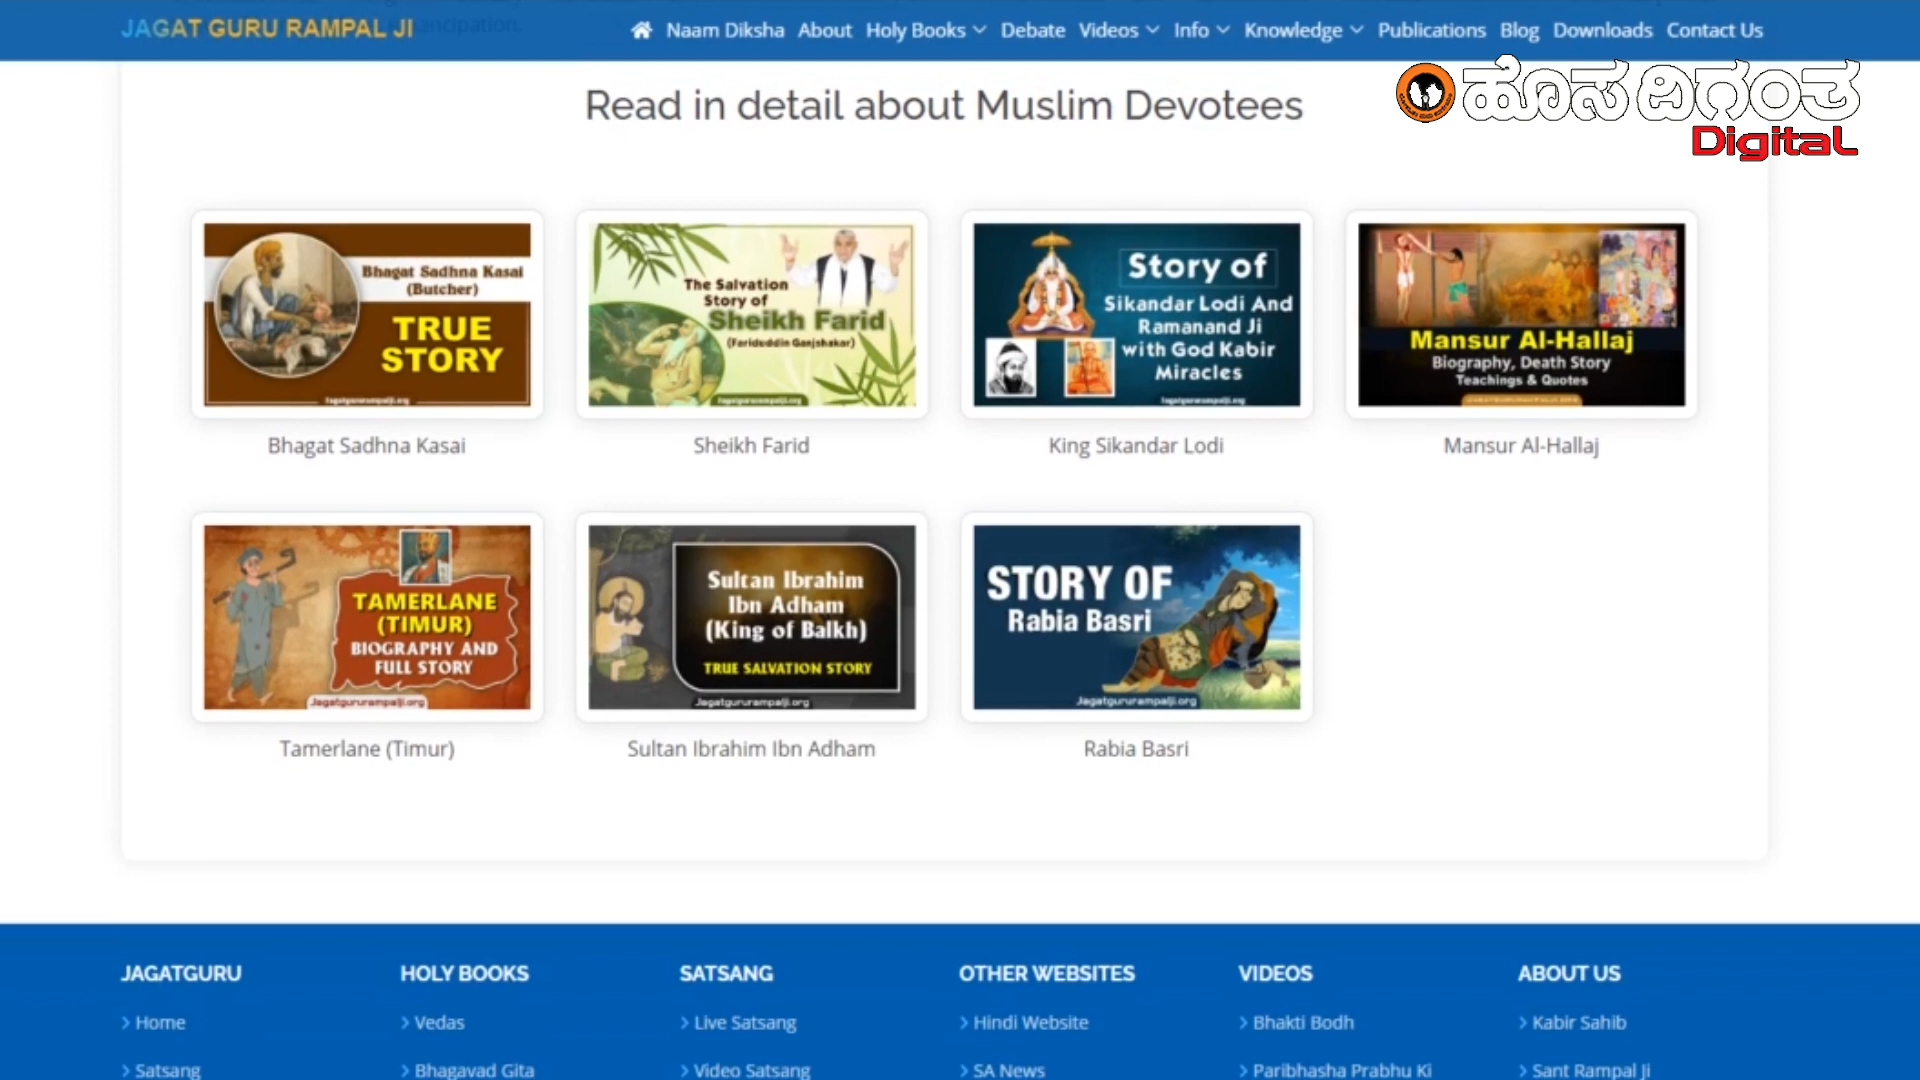 JAGAT GURU RAMPAL JI
Naam Diksha About Holy Books Debate Videos Info Knowledge Publications Blog Downloads Contact Us
ಹೊಸ ದಿಗಂತ
Digital
Read in detail about Muslim Devotees
Bhagat Sadhna Kasai
(Butcher)
TRUE
STORY
Jagatgururampalji.org
Bhagat Sadhna Kasai
The Salvation
Story of
Sheikh Farid
(Fariduddin Ganjshakar)
Jagatgururampalji.org
Sheikh Farid
Story of
Sikandar Lodi And
Ramanand Ji
with God Kabir
Miracles
Jagatgururampalji.org
King Sikandar Lodi
Mansur Al-Hallaj
Biography, Death Story
Teachings & Quotes
Mansur Al-Hallaj
TAMERLANE
(TIMUR)
BIOGRAPHY AND
FULL STORY
Jagatgururampalji.org
Tamerlane (Timur)
Sultan Ibrahim
Ibn Adham
(King of Balkh)
TRUE SALVATION STORY
Jagatgururampalji.org
Sultan Ibrahim Ibn Adham
STORY OF
Rabia Basri
Jagatgururampalji.org
Rabia Basri
JAGATGURU
Home
Satsang
HOLY BOOKS
Vedas
Bhagavad Gita
SATSANG
Live Satsang
Video Satsang
OTHER WEBSITES
Hindi Website
SA News
VIDEOS
Bhakti Bodh
Paribhasha Prabhu Ki
ABOUT US
Kabir Sahib
Sant Rampal Ji